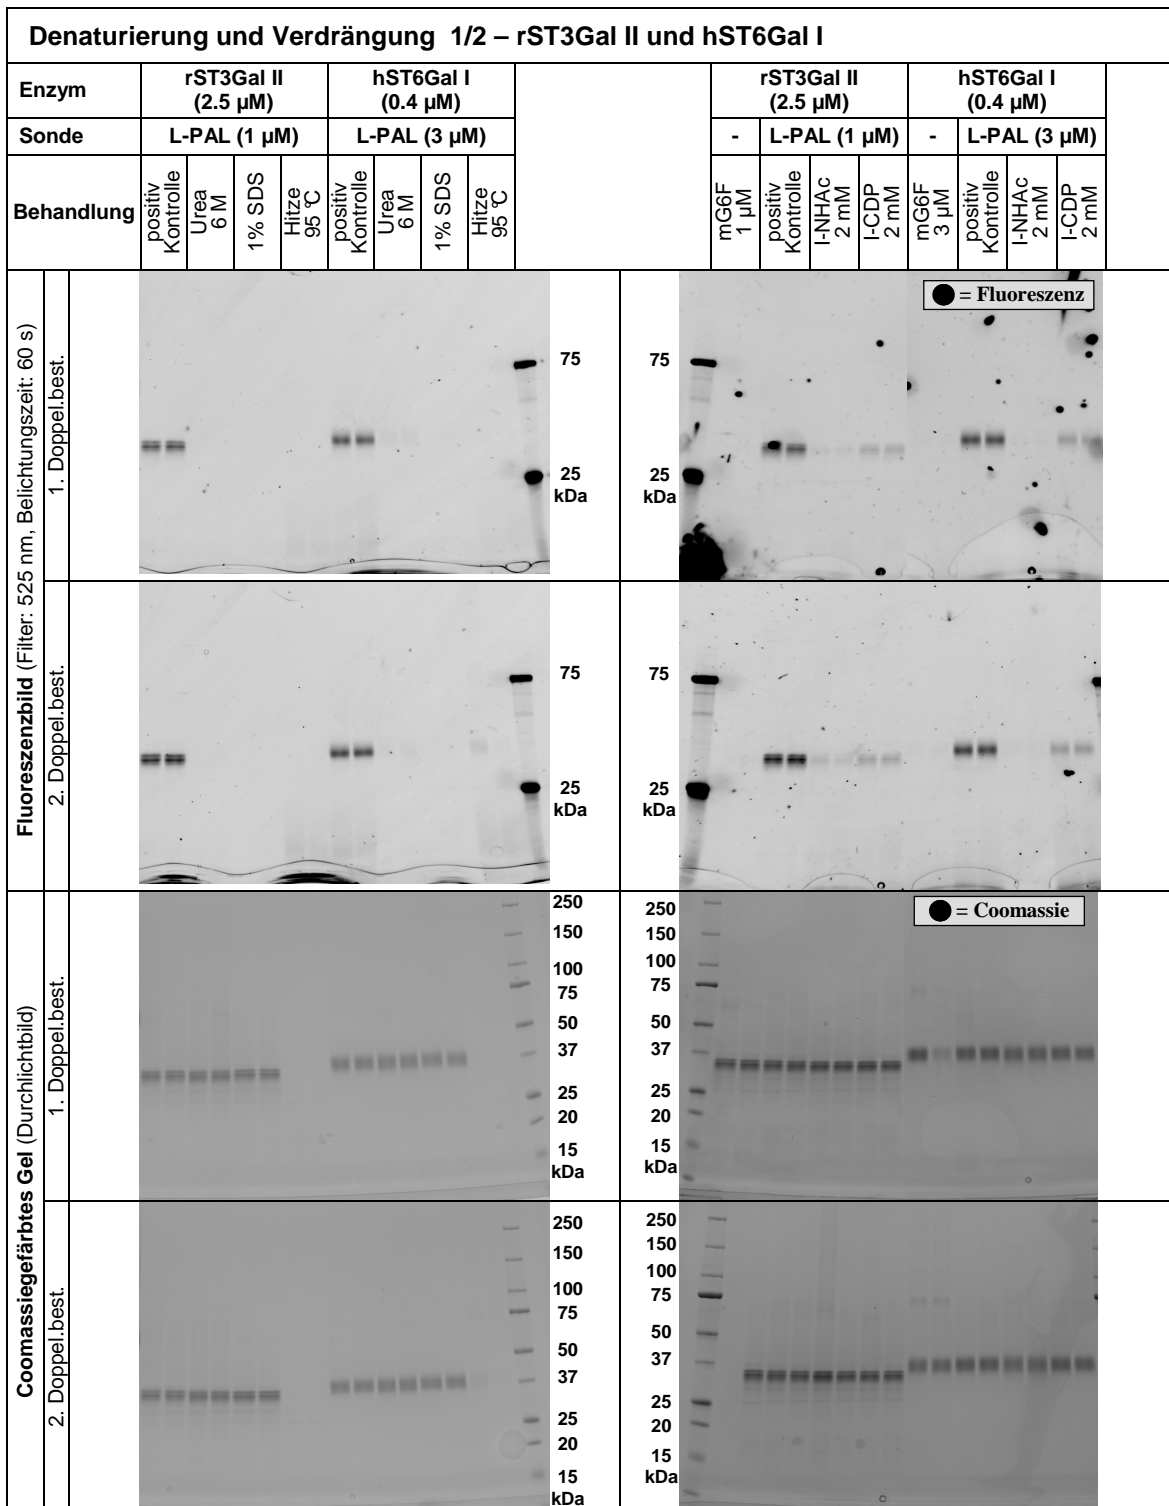 Denaturierung und Verdrängung 1/2 – rST3Gal II und hST6Gal I
Enzym
rST3Gal II
(2.5 µM)
hST6Gal I
(0.4 µM)
rST3Gal II
(2.5 µM)
hST6Gal I
(0.4 µM)
Sonde
L-PAL (1 µM)
L-PAL (3 µM)
-
L-PAL (1 µM)
-
L-PAL (3 µM)
Behandlung
positiv
Kontrolle
Urea
6 M
1% SDS
Hitze
95 °C
positiv
Kontrolle
Urea
6 M
1% SDS
Hitze
95 °C
mG6F
1 µM
positiv
Kontrolle
I-NHAc
2 mM
I-CDP
2 mM
mG6F
3 µM
positiv
Kontrolle
I-NHAc
2 mM
I-CDP
2 mM
Fluoreszenzbild (Filter: 525 nm, Belichtungszeit: 60 s)
1. Doppel.best.
75
25
kDa
75
25
kDa
= Fluoreszenz
2. Doppel.best.
75
25
kDa
75
25
kDa
Coomassiegefärbtes Gel (Durchlichtbild)
1. Doppel.best.
250
150
100
75
50
37
25
20
15
kDa
250
150
100
75
50
37
25
20
15
kDa
= Coomassie
2. Doppel.best.
250
150
100
75
50
37
25
20
15
kDa
250
150
100
75
50
37
25
20
15
kDa